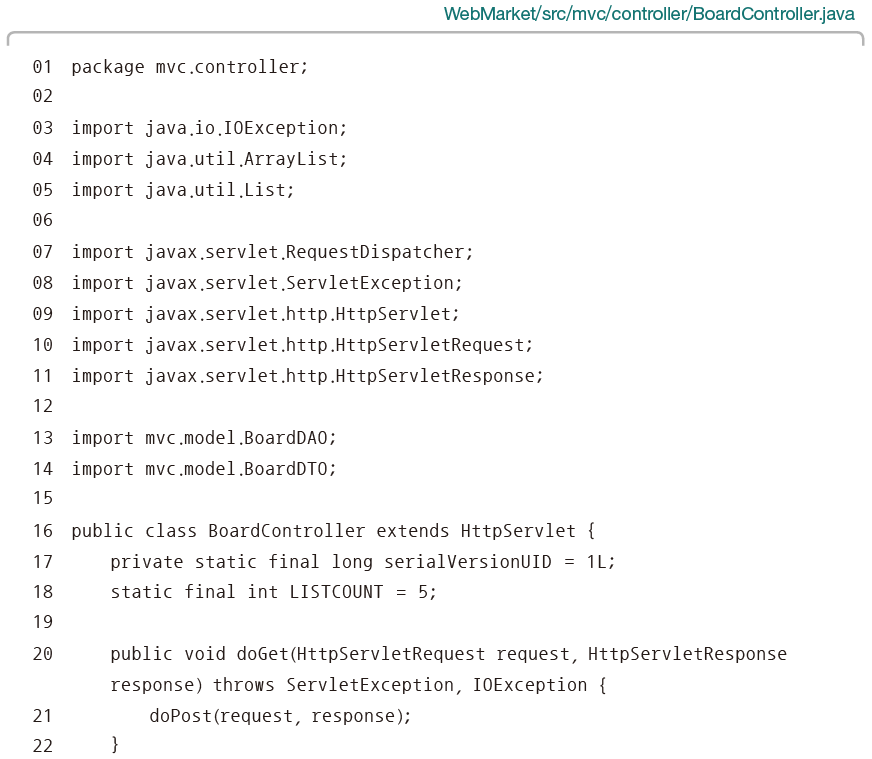 WebMarket/src/mvc/controller/BoardController.java
01 package mvc.controller;
02
03 import java.io.IOException;
04 import java.util.ArrayList;
05 import java.util.List;
06
07 import javax.servlet.RequestDispatcher;
08 import javax.servlet.ServletException;
09 import javax.servlet.http.HttpServlet;
10 import javax.servlet.http.HttpServletRequest;
11 import javax.servlet.http.HttpServletResponse;
12
13 import mvc.model.BoardDAO;
14 import mvc.model.BoardDTO;
15
16 public class BoardController extends HttpServlet {
17     private static final long serialVersionUID = 1L;
18     static final int LISTCOUNT = 5;
19
20     public void doGet(HttpServletRequest request, HttpServletResponse
    response) throws ServletException, IOException {
21         doPost(request, response);
22     }